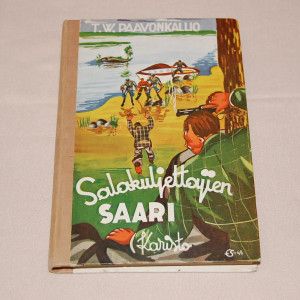 T. W. PAAVONKALLIO
Salakuljettajien
SAARI
Karisto